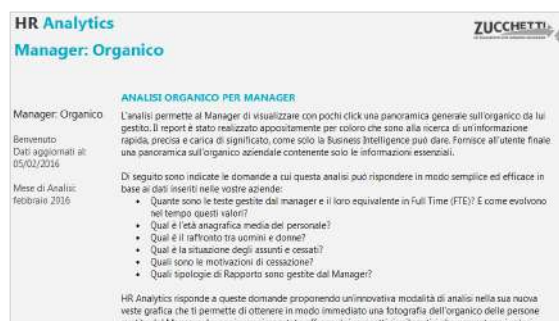 HR Analytics
ZUCCHETTI
Manager: Organico
ANALISI ORGANICO PER MANAGER
Manager: Organico
L'analisi permette al Manager di visualizzare con pochi click una panoramica generale sull'organico da lui
gestito. Il report è stato realizzato appositamente per coloro che sono alla ricerca di un'informazione
Benvenuto
rapida, precisa e carica di significato, come solo la Business Intelligence può dare. Fornisce all'utente finale
Dati aggiornati al:
una panoramica sull'organico aziendale contenente solo le informazioni essenziali.
05/02/2016
Di seguito sono indicate le domande a cui questa analisi può rispondere in modo semplice ed efficace in
Mese di Analisi:
base ai dati inseriti nelle vostre aziende:
febbraio 2016
• Quante sono le teste gestite dal manager e il loro equivalente in Full Time (FTE)? E come evolvono
nel tempo questi valori?
• Qual è l'età anagrafica media del personale?
• Qual è il raffronto tra uomini e donne?
• Qual è la situazione degli assunti e cessati?
• Quali sono le motivazioni di cessazione?
• Quali tipologie di Rapporto sono gestite dal Manager?
HR Analytics risponde a queste domande proponendo un'innovativa modalità di analisi nella sua nuova
veste grafica che ti permette di ottenere in modo immediato una fotografia dell'organico delle persone